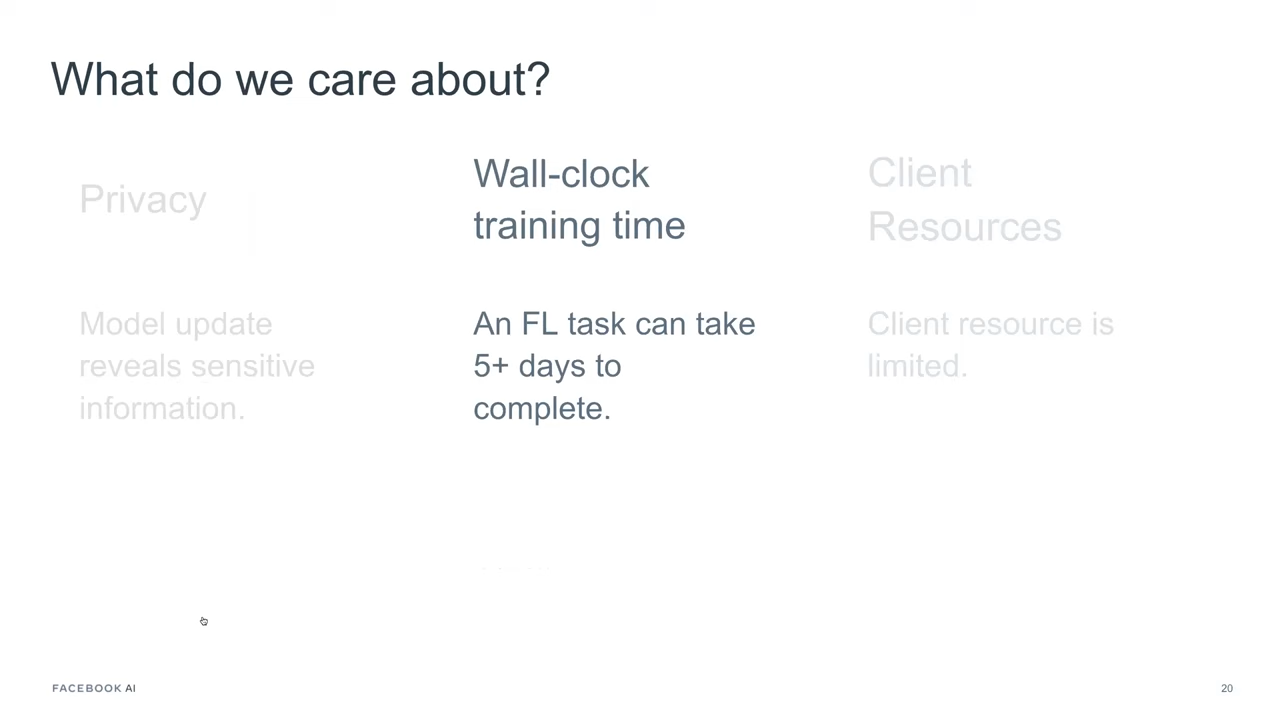 What do we care about?
Privacy
Model update
reveals sensitive
information.
Wall-clock
training time
An FL task can take
5+ days to
complete.
Client
Resources
Client resource is
limited.
FACEBOOK AI
20